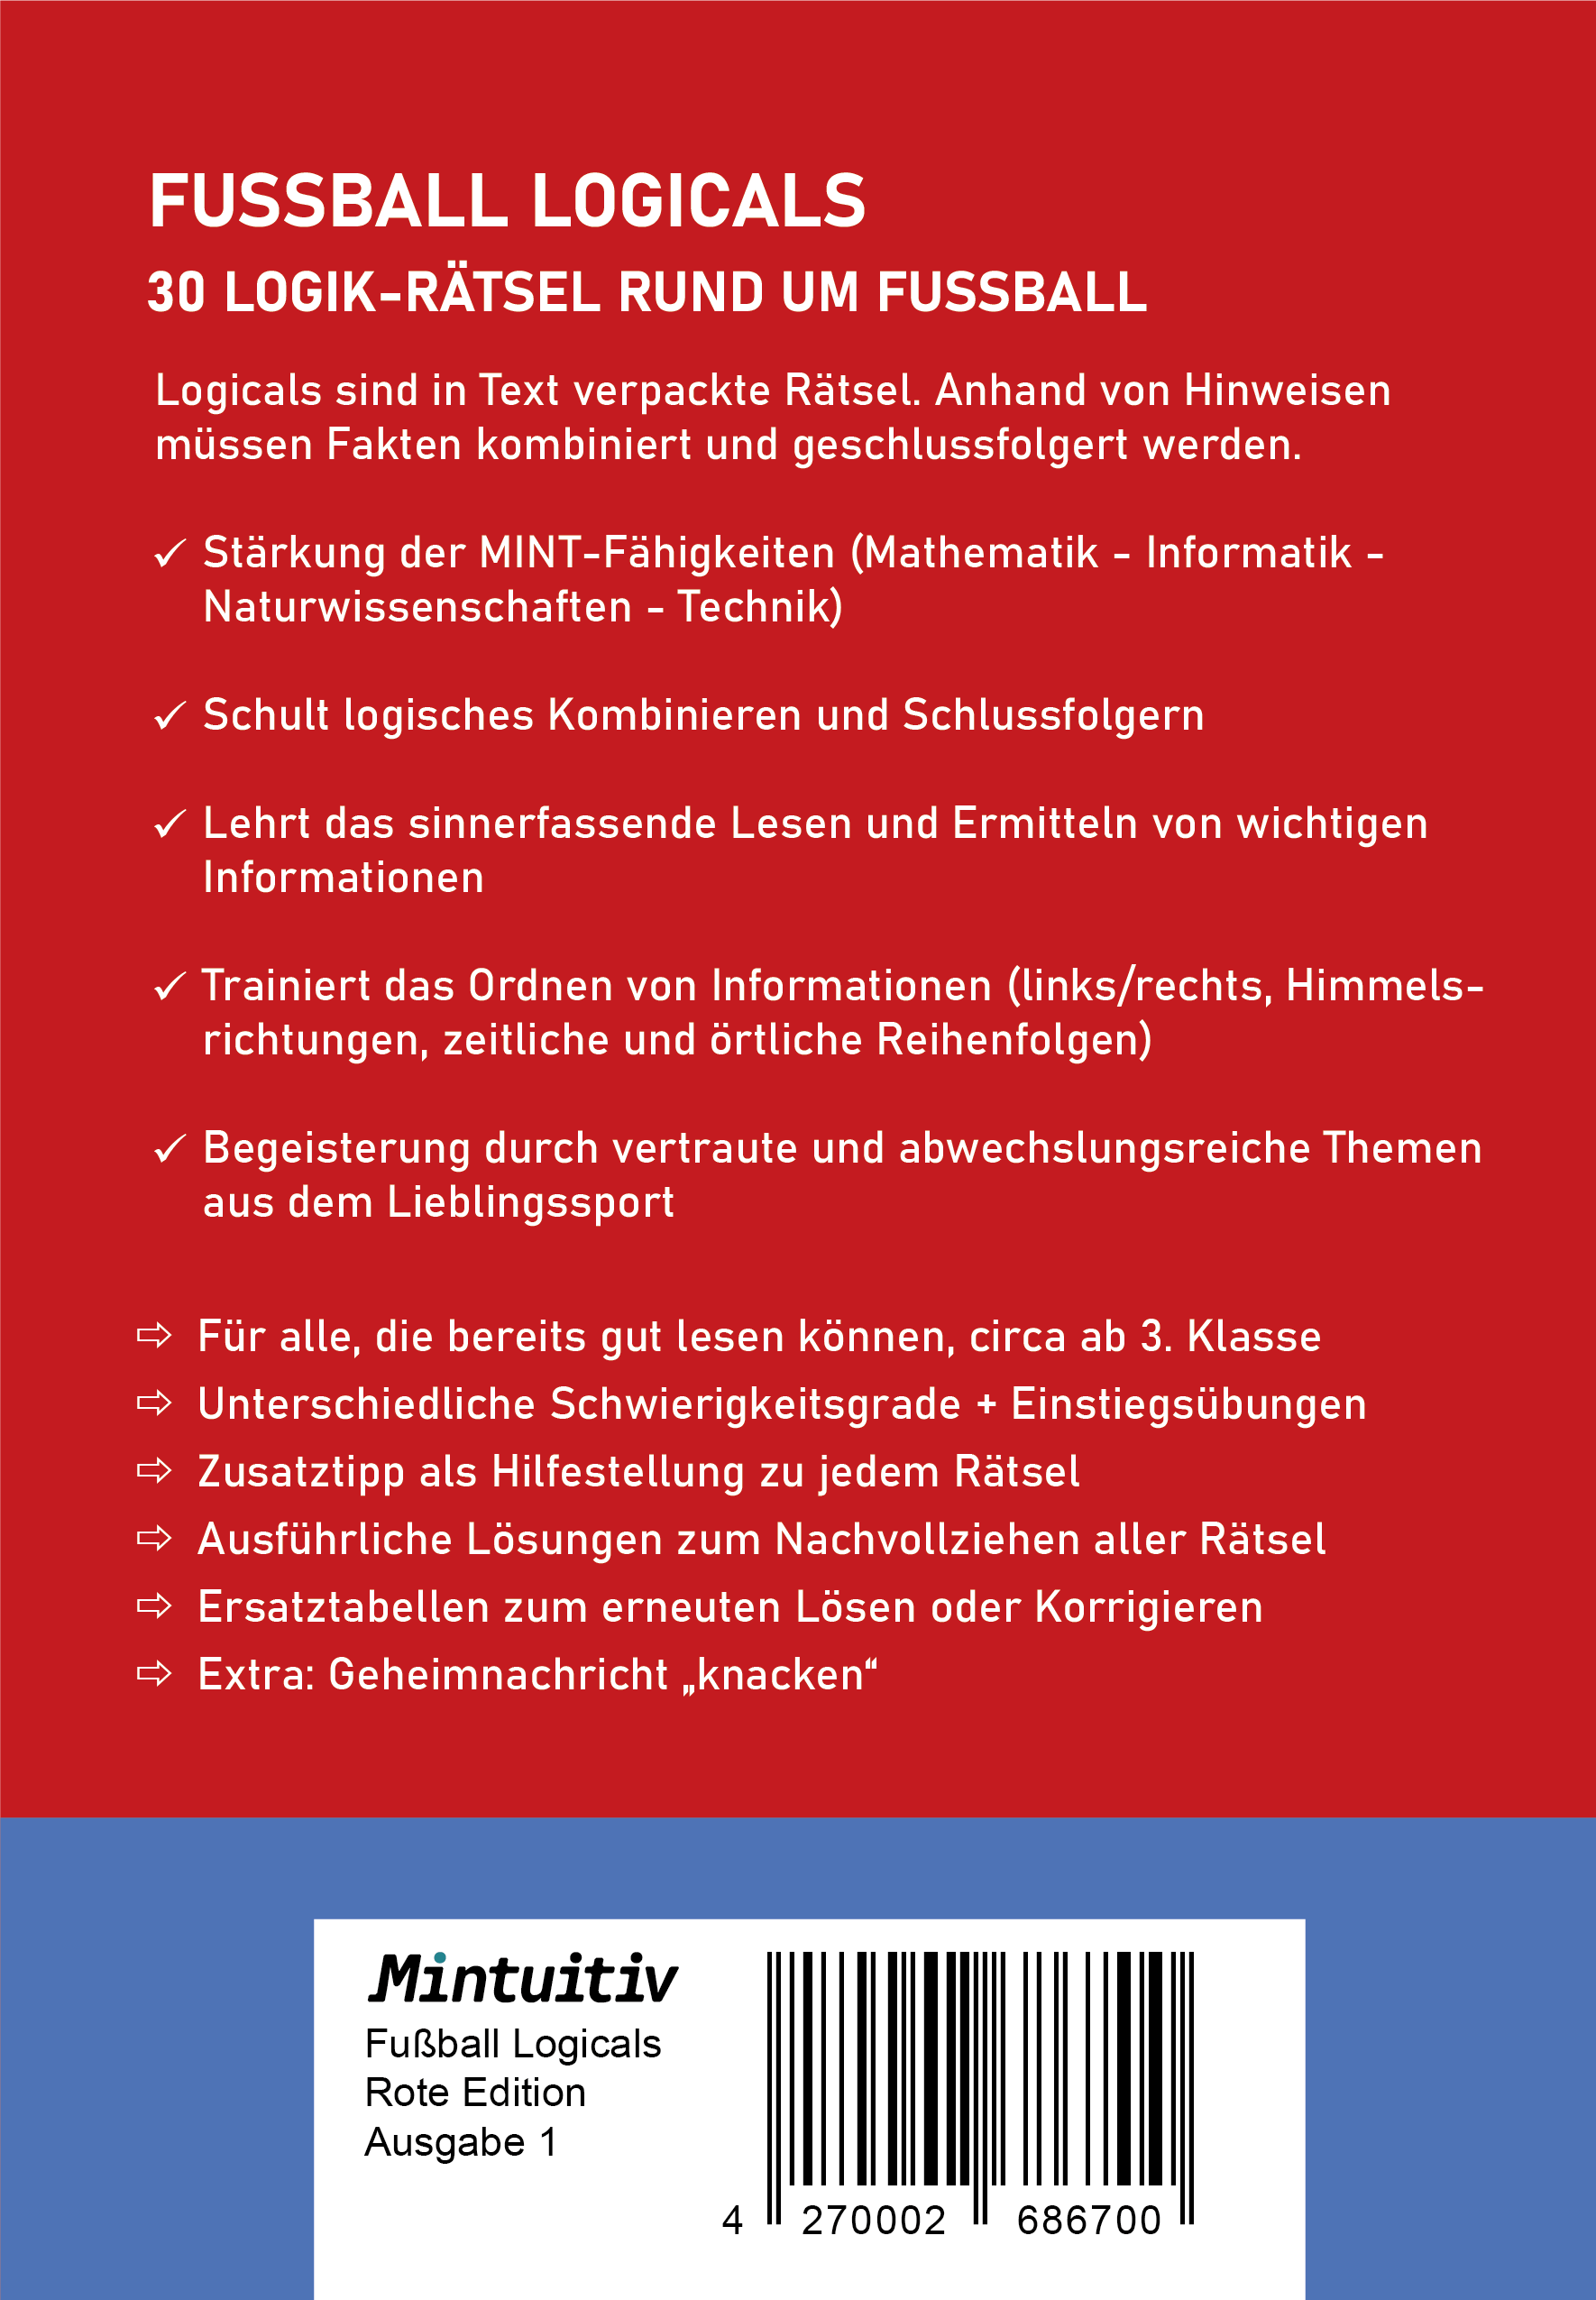 FUSSBALL LOGICALS
30 LOGIK-RÄTSEL RUND UM FUSSBALL
Logicals sind in Text verpackte Rätsel. Anhand von Hinweisen
müssen Fakten kombiniert und geschlussfolgert werden.
✓ Stärkung der MINT-Fähigkeiten (Mathematik - Informatik -
Naturwissenschaften - Technik)
✓ Schult logisches Kombinieren und Schlussfolgern
✓ Lehrt das sinnerfassende Lesen und Ermitteln von wichtigen
Informationen
✓ Trainiert das Ordnen von Informationen (links/rechts, Himmels-
richtungen, zeitliche und örtliche Reihenfolgen)
✓ Begeisterung durch vertraute und abwechslungsreiche Themen
aus dem Lieblingssport
⇨ Für alle, die bereits gut lesen können, circa ab 3. Klasse
⇨ Unterschiedliche Schwierigkeitsgrade + Einstiegsübungen
⇨ Zusatztipp als Hilfestellung zu jedem Rätsel
⇨ Ausführliche Lösungen zum Nachvollziehen aller Rätsel
⇨ Ersatztabellen zum erneuten Lösen oder Korrigieren
⇨ Extra: Geheimnachricht „knacken“
Mintuitiv
Fußball Logicals
Rote Edition
Ausgabe 1
4 270002 686700